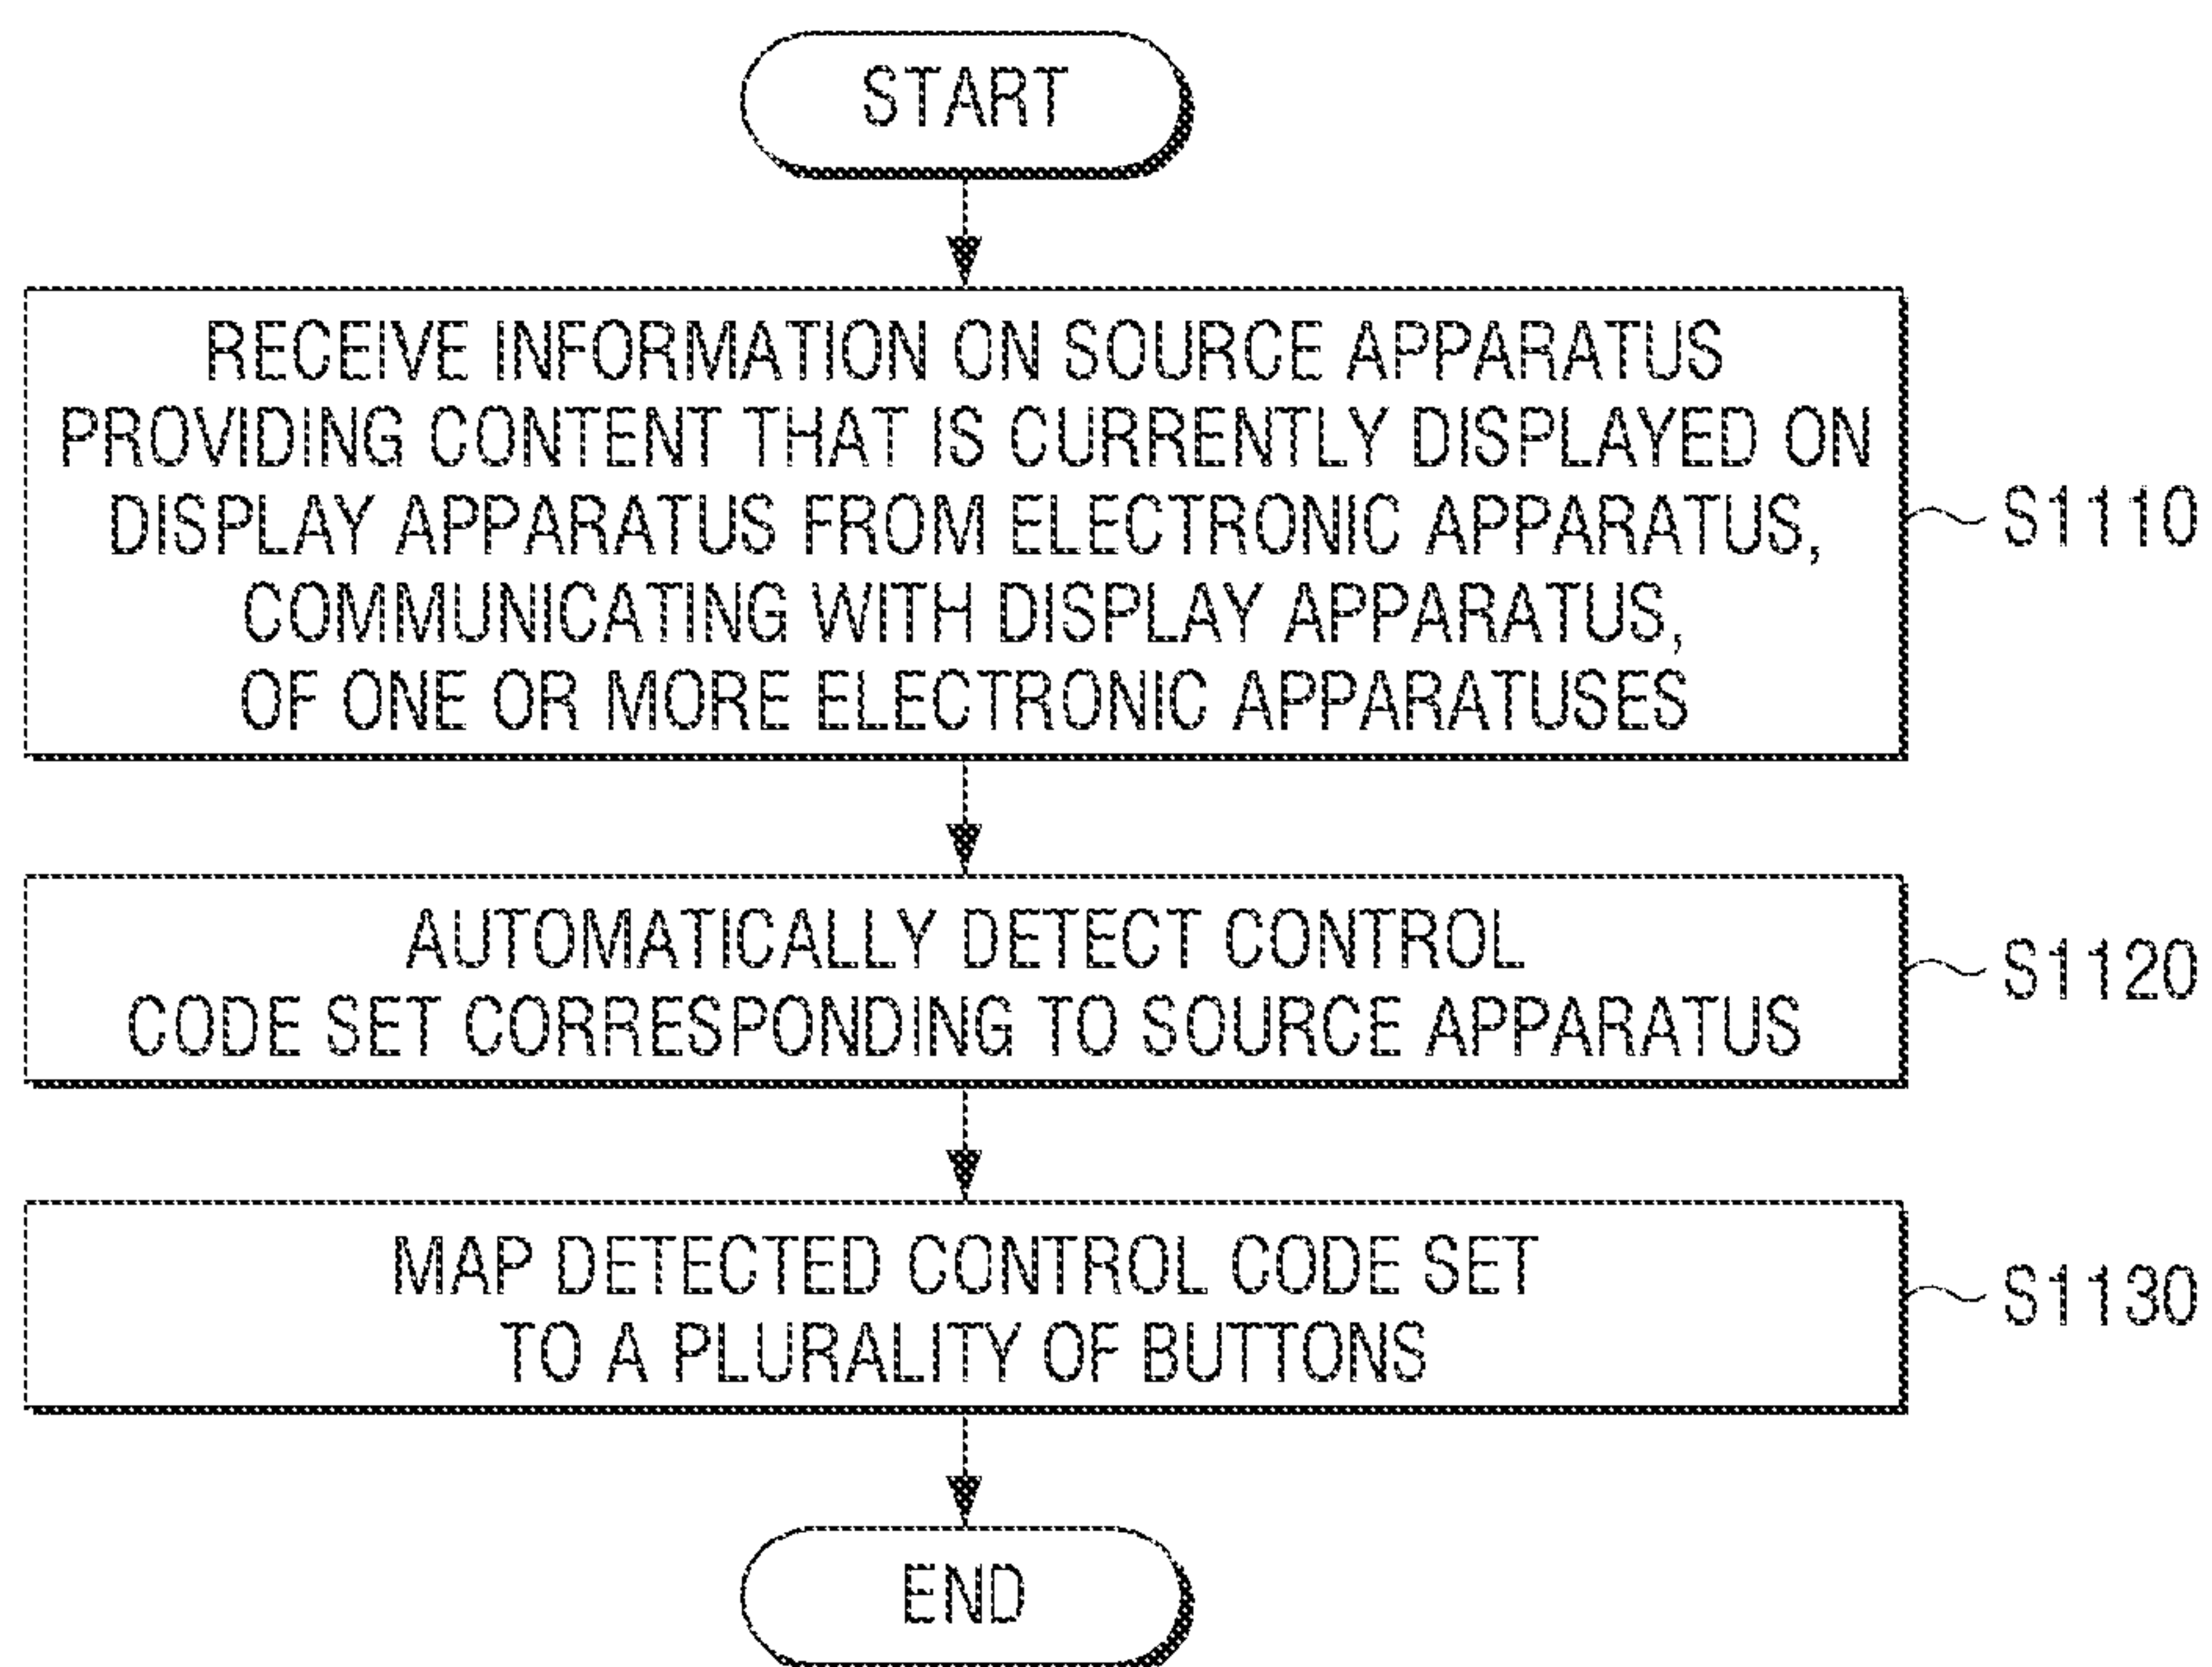 START
RECEIVE INFORMATION ON SOURCE APPARATUS
PROVIDING CONTENT THAT IS CURRENTLY DISPLAYED ON
DISPLAY APPARATUS FROM ELECTRONIC APPARATUS,
COMMUNICATING WITH DISPLAY APPARATUS,
OF ONE OR MORE ELECTRONIC APPARATUSES
S1110
AUTOMATICALLY DETECT CONTROL
CODE SET CORRESPONDING TO SOURCE APPARATUS
S1120
MAP DETECTED CONTROL CODE SET
TO A PLURALITY OF BUTTONS
S1130
END